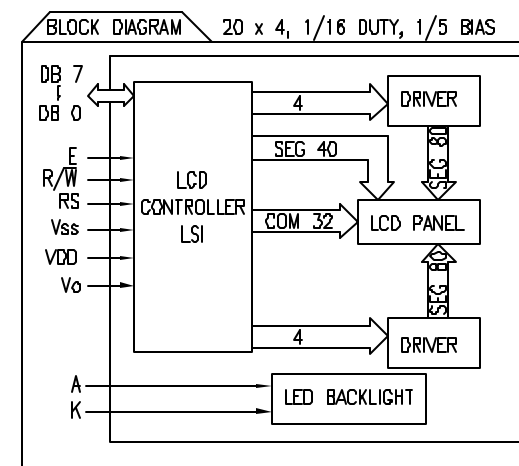 BLOCK DIAGRAM 20 x 4, 1/16 DUTY, 1/5 BIAS
DB 7
DB 0
E
R/W̅
RS
Vss
VDD
Vo
A
K
LCD
CONTROLLER
LSI
4
SEG 40
COM 32
4
DRIVER
SEG 80
LCD PANEL
SEG 80
DRIVER
LED BACKLIGHT